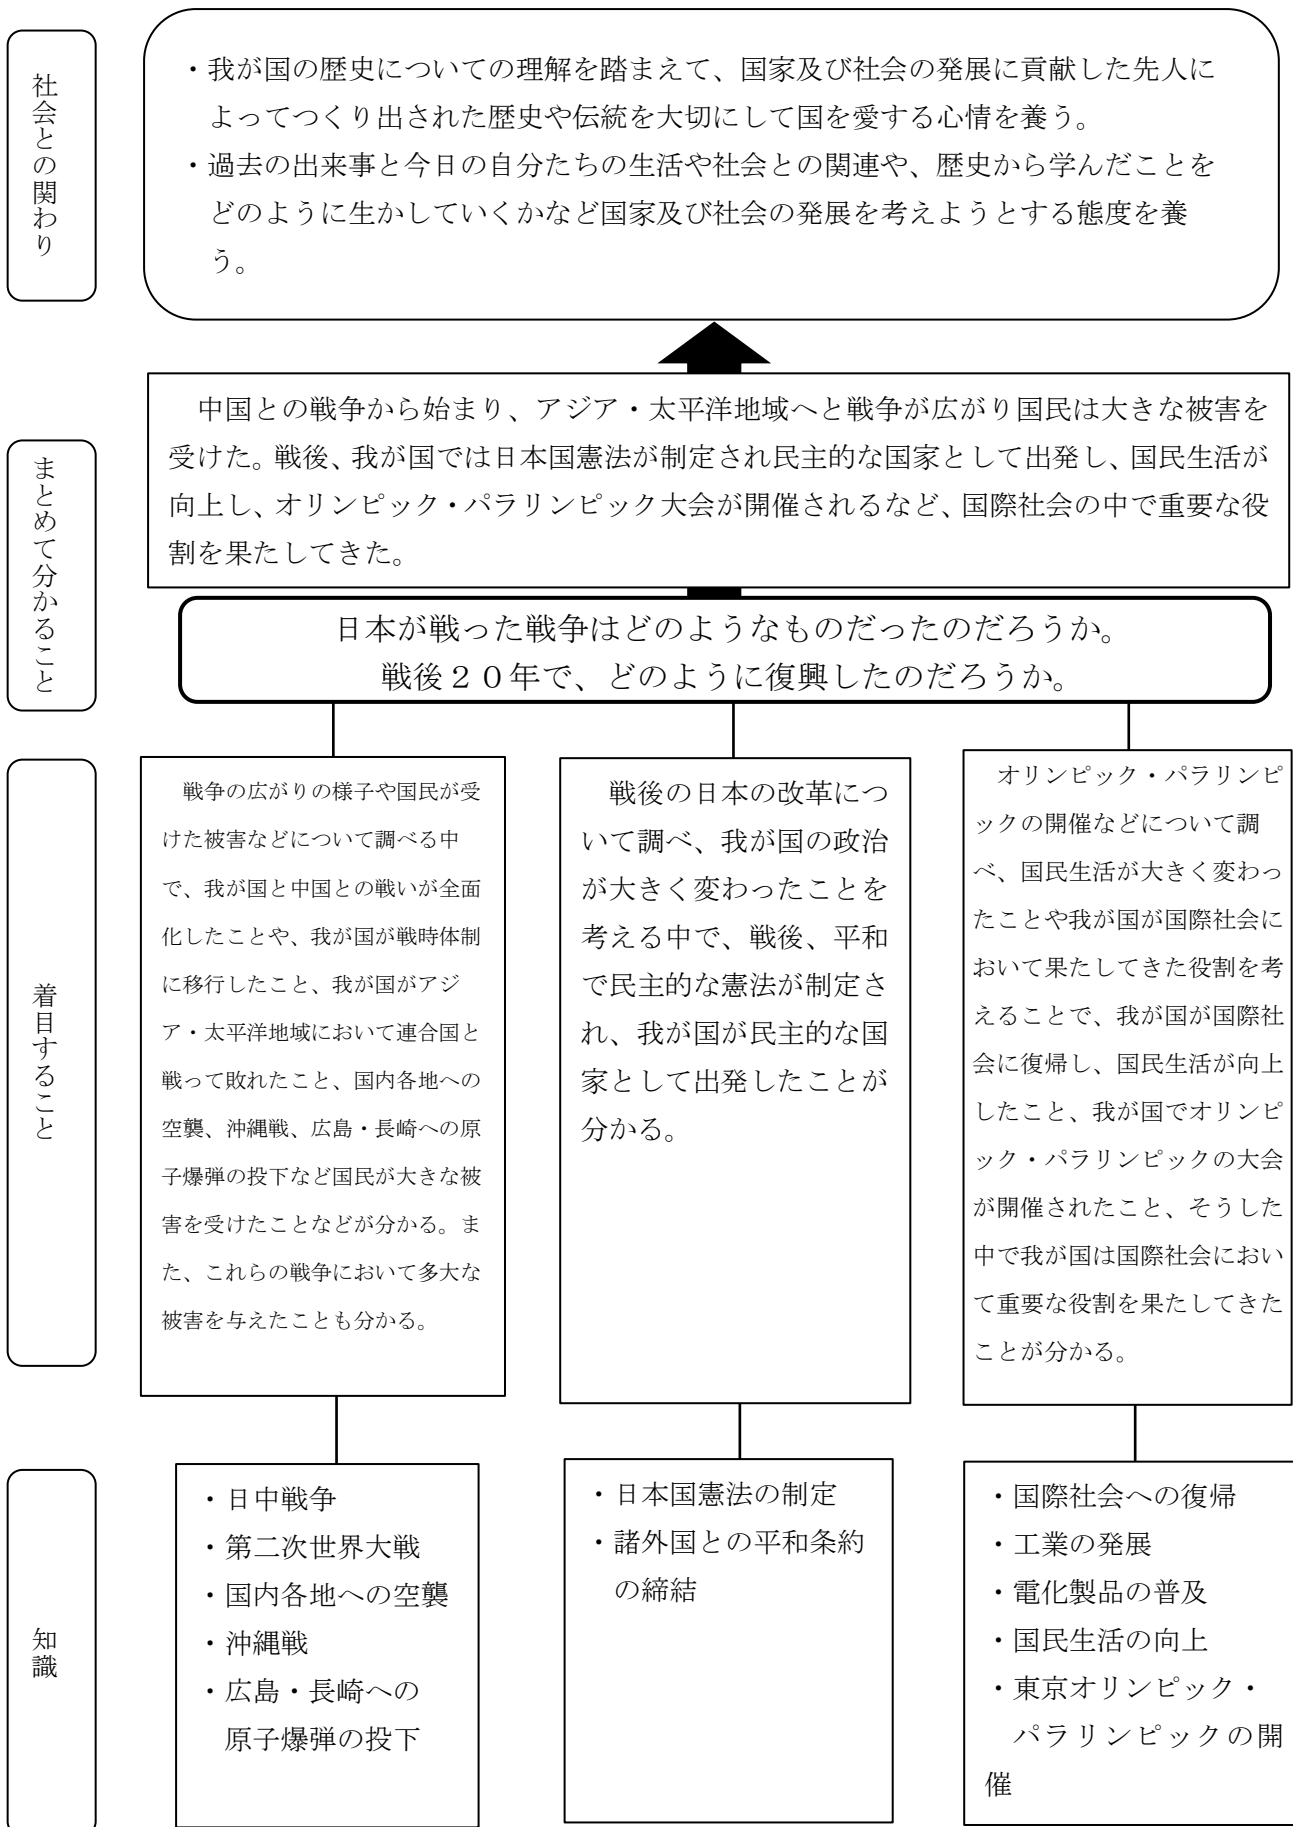 社会との関わり
・我が国の歴史についての理解を踏まえて、国家及び社会の発展に貢献した先人に
よってつくり出された歴史や伝統を大切にして国を愛する心情を養う。
・過去の出来事と今日の自分たちの生活や社会との関連や、歴史から学んだことを
どのように生かしていくかなど国家及び社会の発展を考えようとする態度を養
う。
まとめて分かること
中国との戦争から始まり、アジア・太平洋地域へと戦争が広がり国民は大きな被害を
受けた。戦後、我が国では日本国憲法が制定され民主的な国家として出発し、国民生活が
向上し、オリンピック・パラリンピック大会が開催されるなど、国際社会の中で重要な役
割を果たしてきた。
日本が戦った戦争はどのようなものだったのだろうか。
戦後20年で、どのように復興したのだろうか。
着目すること
戦争の広がりの様子や国民が受
けた被害などについて調べる中
で、我が国と中国との戦いが全面
化したことや、我が国が戦時体制
に移行したこと、我が国がアジ
ア・太平洋地域において連合国と
戦って敗れたこと、国内各地への
空襲、沖縄戦、広島・長崎への原
子爆弾の投下など国民が大きな被
害を受けたことなどが分かる。ま
た、これらの戦争において多大な
被害を与えたことも分かる。
戦後の日本の改革につ
いて調べ、我が国の政治
が大きく変わったことを
考える中で、戦後、平和
で民主的な憲法が制定さ
れ、我が国が民主的な国
家として出発したことが
分かる。
オリンピック・パラリンピ
ックの開催などについて調
べ、国民生活が大きく変わっ
たことや我が国が国際社会に
おいて果たしてきた役割を考
えることで、我が国が国際社
会に復帰し、国民生活が向上
したこと、我が国でオリンピ
ック・パラリンピックの大会
が開催されたこと、そうした
中で我が国は国際社会におい
て重要な役割を果たしてきた
ことが分かる。
知識
・日中戦争
・第二次世界大戦
・国内各地への空襲
・沖縄戦
・広島・長崎への
原子爆弾の投下
・日本国憲法の制定
・諸外国との平和条約
の締結
・国際社会への復帰
・工業の発展
・電化製品の普及
・国民生活の向上
・東京オリンピック・
パラリンピックの開
催